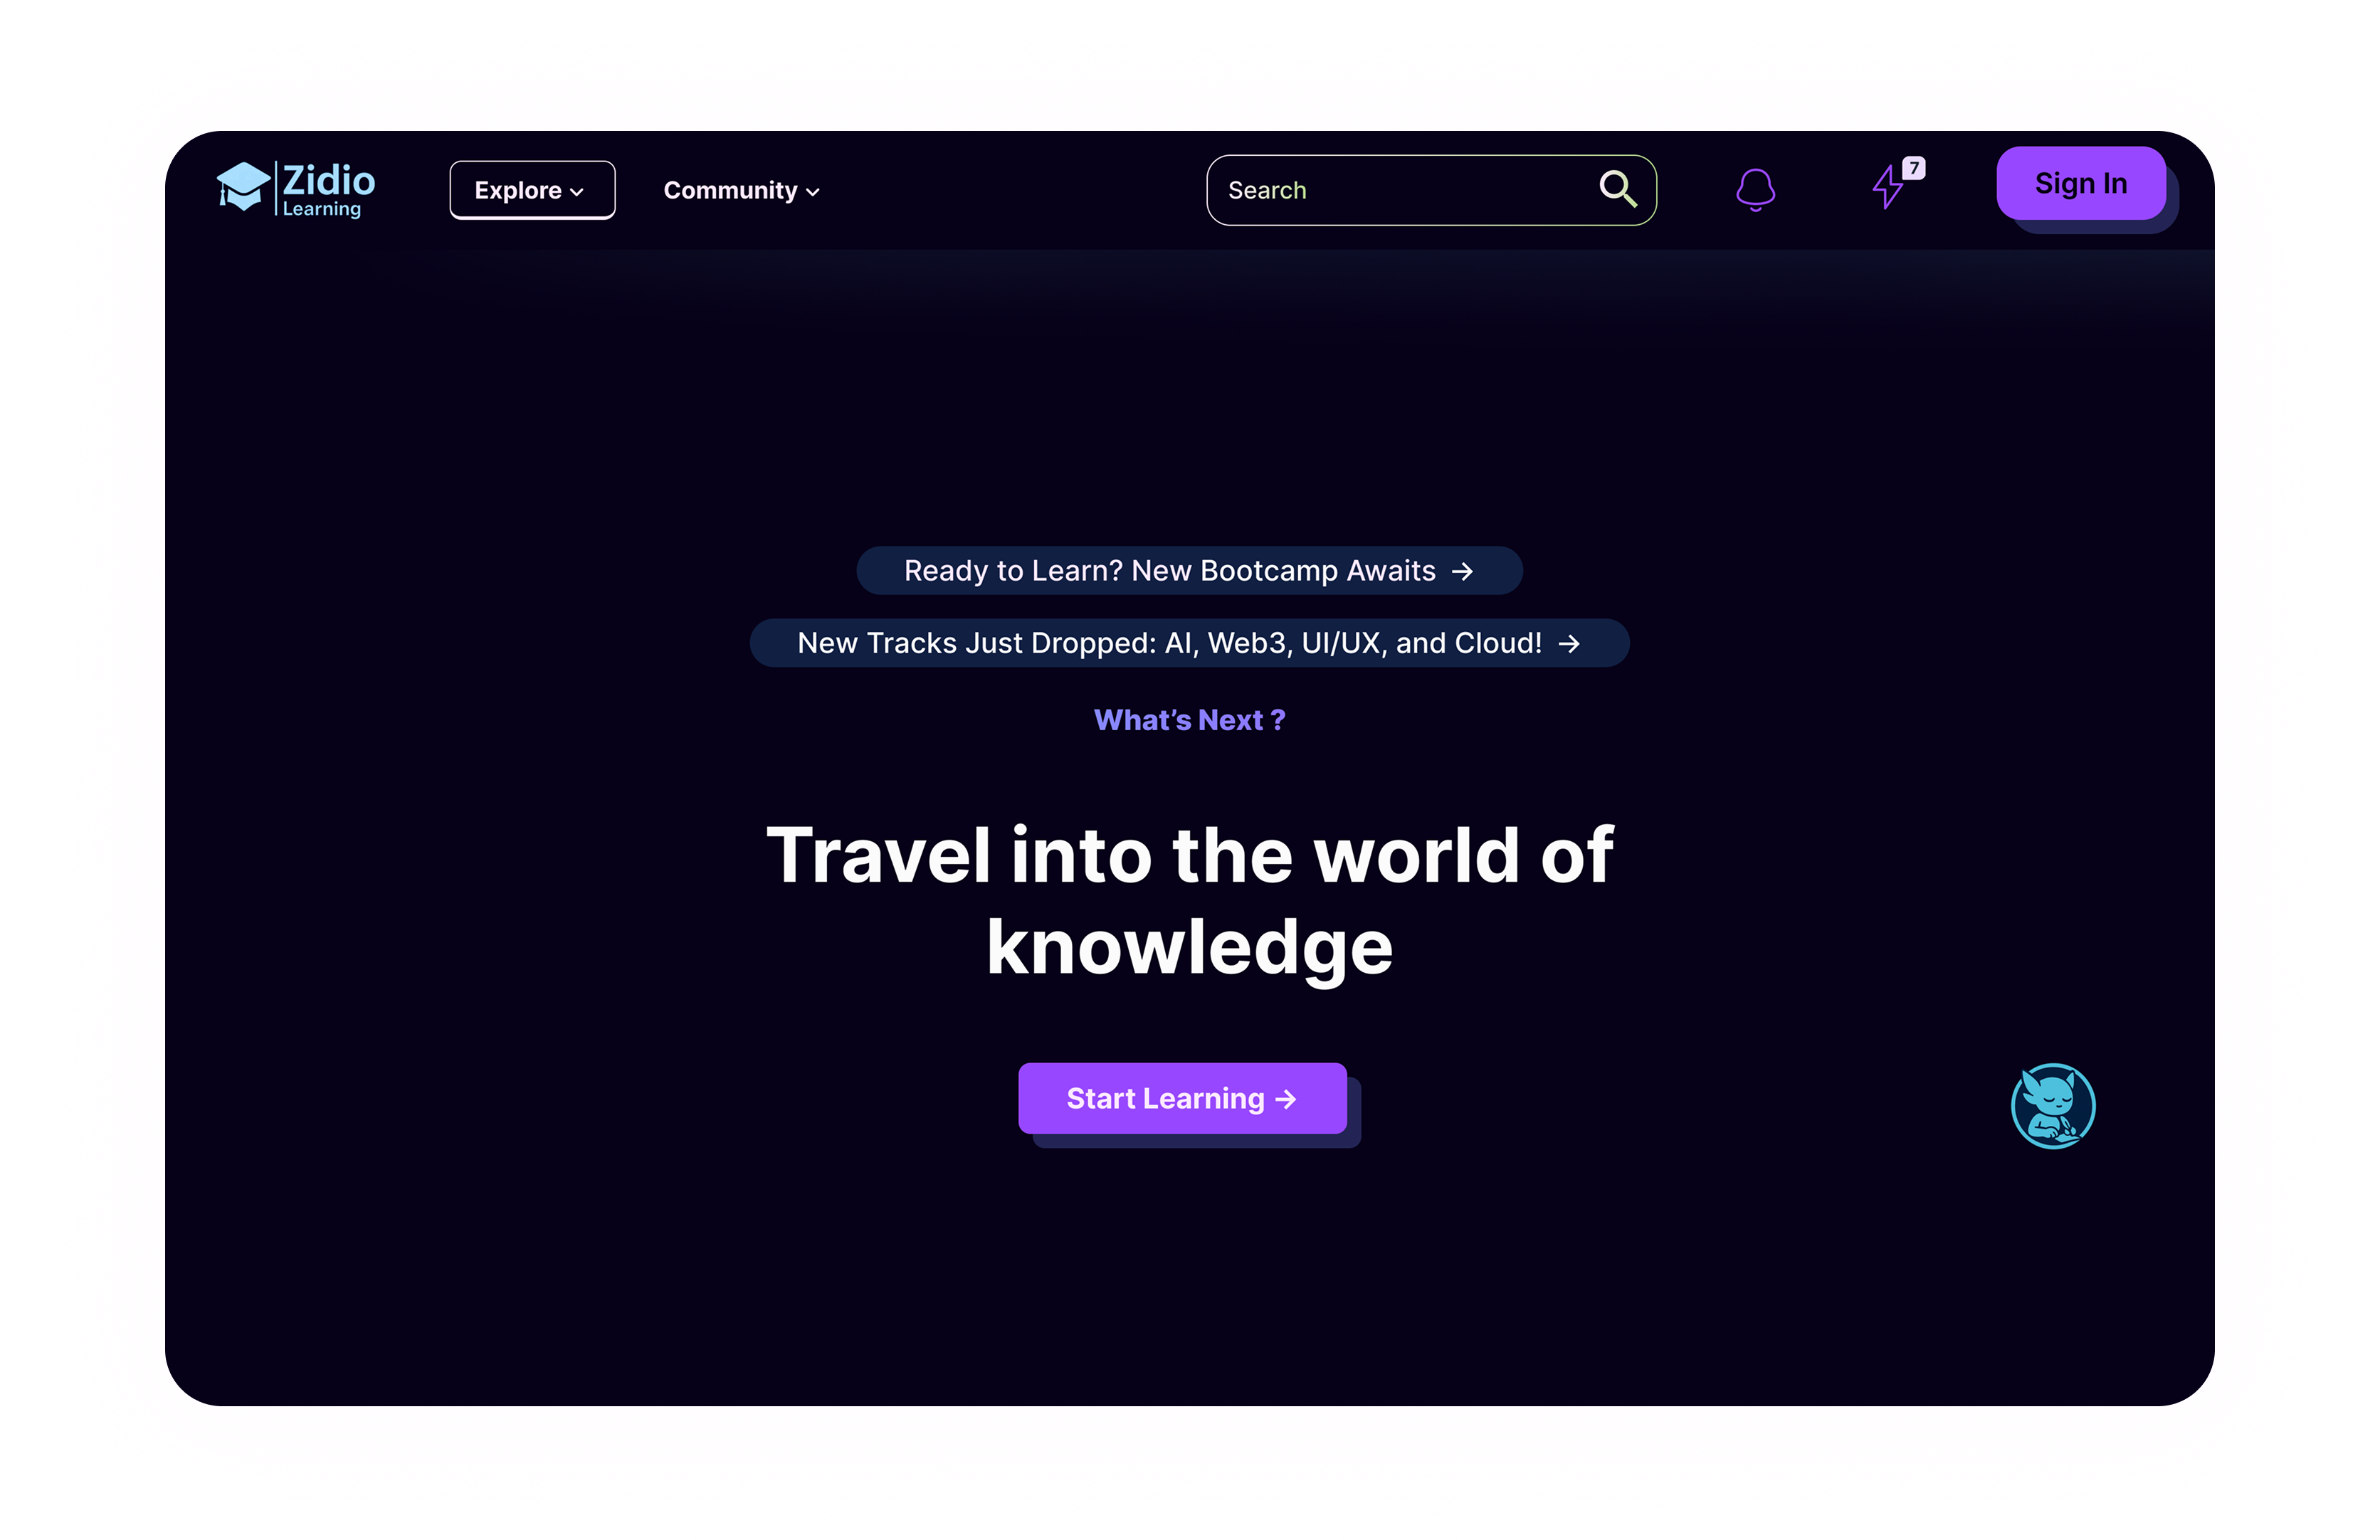 Zidio
Learning
Explore
Community
Search
7
Sign In
Ready to Learn? New Bootcamp Awaits →
New Tracks Just Dropped: AI, Web3, UI/UX, and Cloud! →
What’s Next ?
Travel into the world of
knowledge
Start Learning →